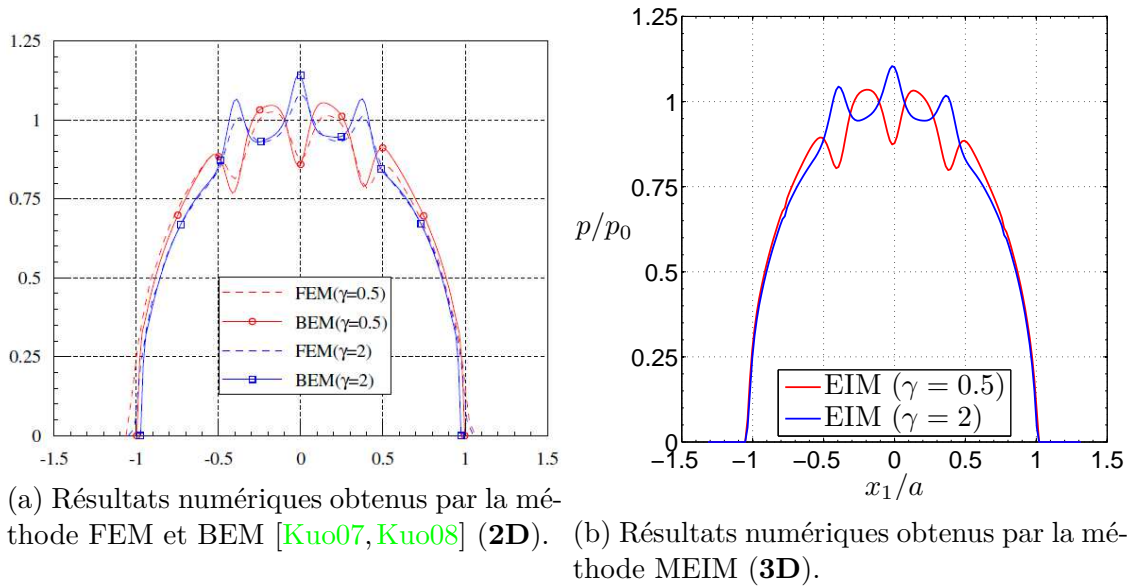 1.25
1
0.75
0.5
0.25
0
-1.5
-1
-0.5
0
0.5
1
1.5
FEM(γ=0.5)
BEM(γ=0.5)
FEM(γ=2)
BEM(γ=2)
(a) Résultats numériques obtenus par la mé-
thode FEM et BEM [Kuo07,Kuo08] (2D).
1.25
1
0.75
p/p₀
0.5
0.25
0
−1.5
−1
−0.5
0
0.5
1
1.5
x₁/a
EIM (γ = 0.5)
EIM (γ = 2)
(b) Résultats numériques obtenus par la mé-
thode MEIM (3D).